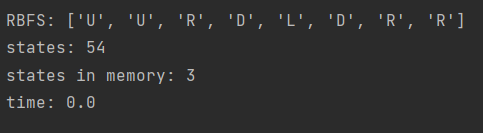 RBFS: ['U', 'U', 'R', 'D', 'L', 'D', 'R', 'R']
states: 54
states in memory: 3
time: 0.0